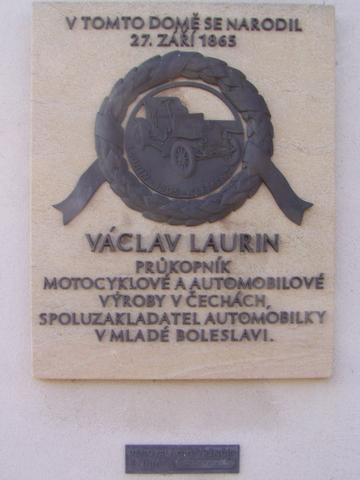 V TOMTO DOMĚ SE NARODIL
27. ZÁŘÍ 1865
VÁCLAV LAURIN
PRŮKOPNÍK
MOTOCYKLOVÉ A AUTOMOBILOVÉ
VÝROBY V ČECHÁCH,
SPOLUZAKLADATEL AUTOMOBILKY
V MLADÉ BOLESLAVI.